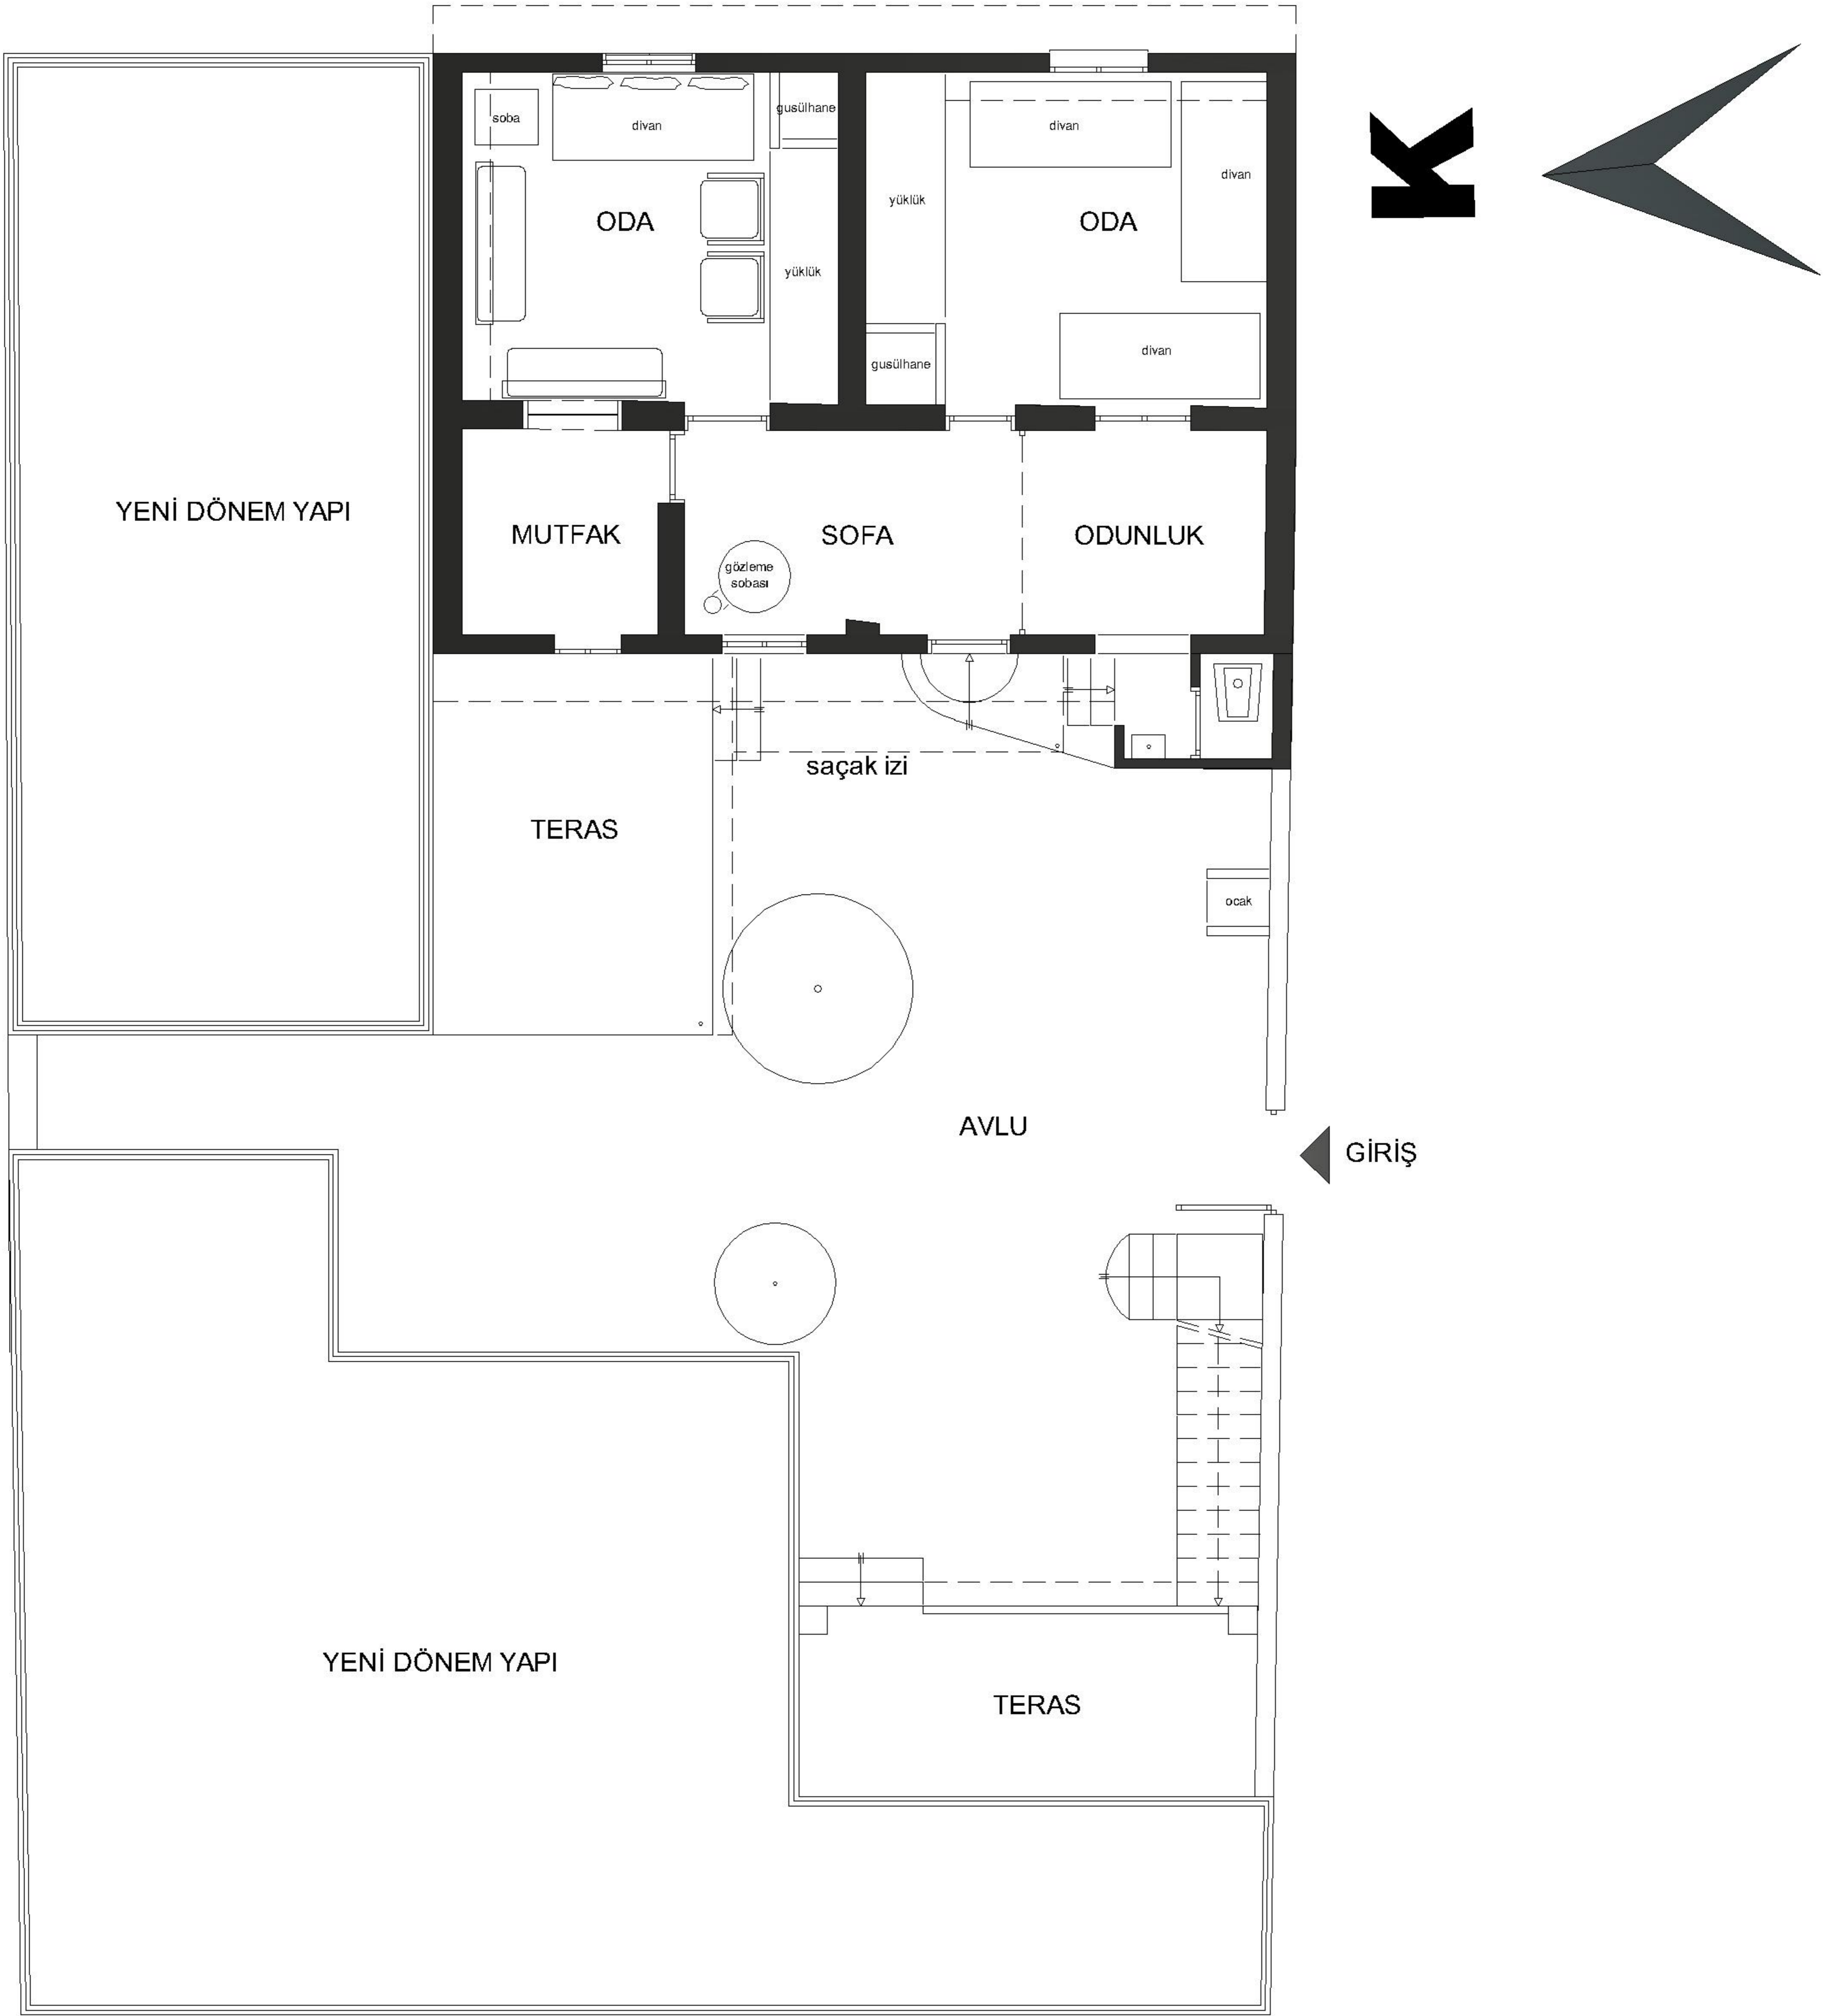 soba
divan
gusülhane
divan
divan
K
ODA
yüklük
yüklük
ODA
divan
gusülhane
YENİ DÖNEM YAPI
MUTFAK
SOFA
ODUNLUK
gözleme
sobası
saçak izi
TERAS
ocak
AVLU
GİRİŞ
YENİ DÖNEM YAPI
TERAS